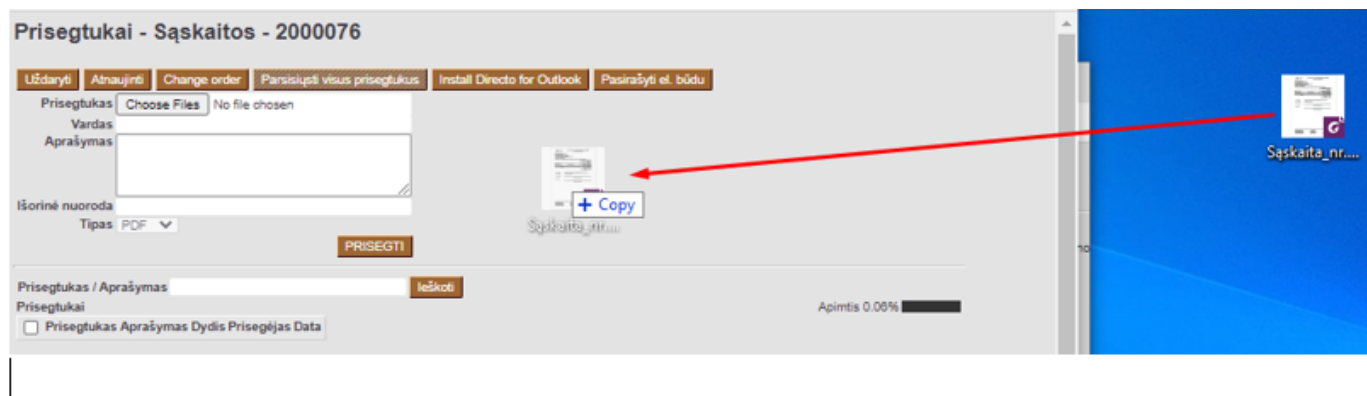 Prisegtukai - Sąskaitos - 2000076
Uždaryti Atnaujinti Change order Parsisiųsti visus prisegtukus Install Directo for Outlook Pasirašyti el. būdu
Prisegtukas Choose Files No file chosen
Vardas
Aprašymas
Sąskaita_nr....
+ Copy
Išorinė nuoroda
Sąskaita_nr....
Tipas PDF
PRISEGTI
Prisegtukas / Aprašymas Ieškoti
Prisegtukai Apimtis 0.06%
Prisegtukas Aprašymas Dydis Prisegėjas Data